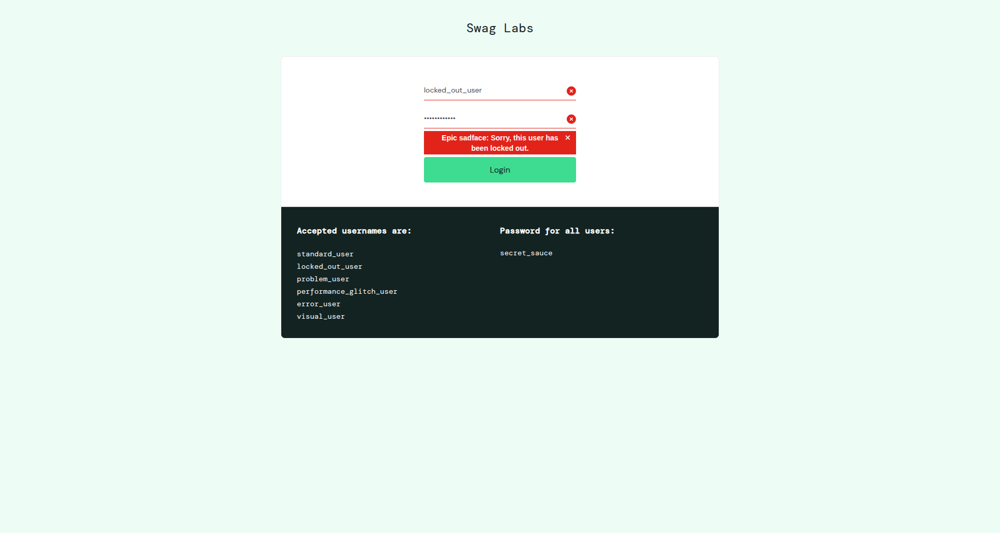 Swag Labs
locked_out_user
••••••••••••
Epic sadface: Sorry, this user has
been locked out.
Login
Accepted usernames are:
standard_user
locked_out_user
problem_user
performance_glitch_user
error_user
visual_user
Password for all users:
secret_sauce